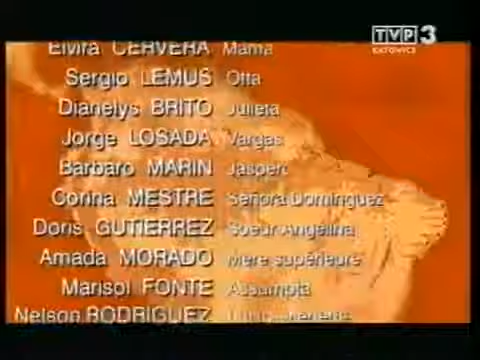 TVP3
KATOWICE
Elvira CERVERA Mama
Sergio LEMUS Otta
Dianelys BRITO Julieta
Jorge LOSADA Vargas
Barbaro MARIN Jasper
Corina MESTRE Señora Dominguez
Doris GUTIERREZ Soeur Angelina
Amada MORADO Mère supérieure
Marisol FONTE Assumpta
Nelson RODRIGUEZ